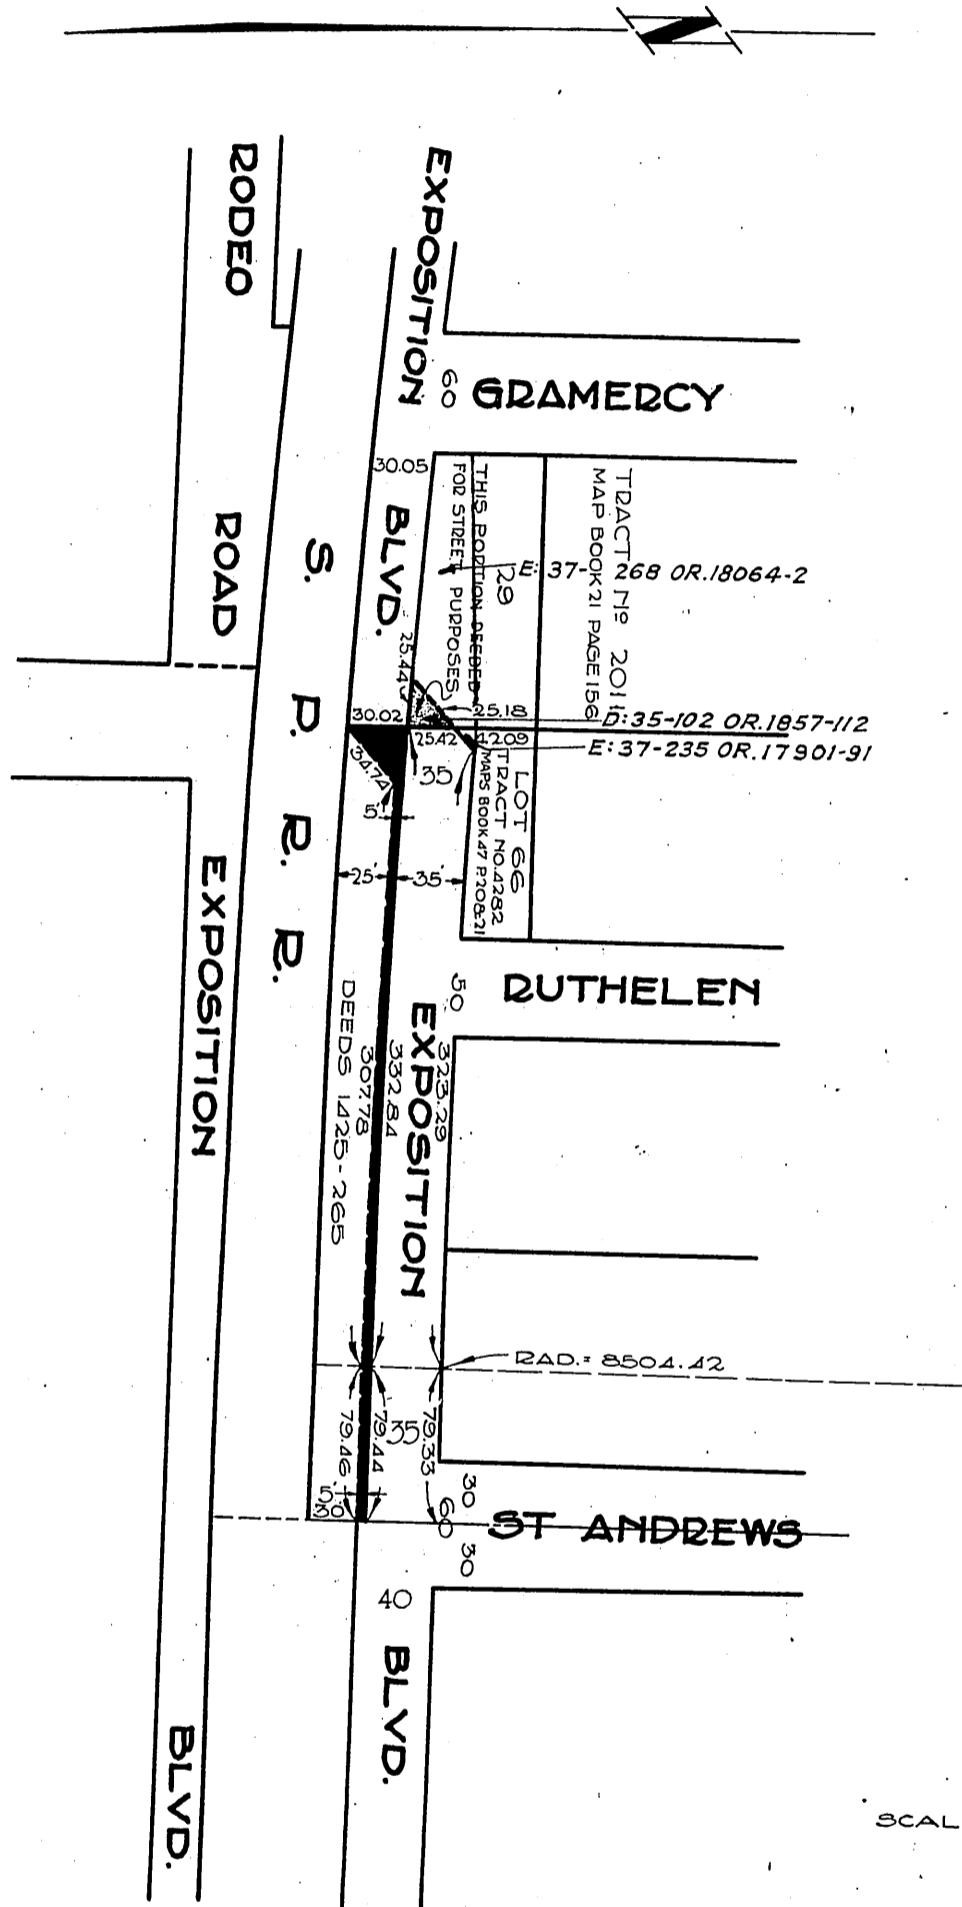 RODEO
ROAD
EXPOSITION
BLVD.
S. P. R. R.
EXPOSITION
BLVD.
60
GRAMERCY
30.05
THIS PORTION DEEDED
FOR STREET PURPOSES
29
TRACT Nº 2011
MAP BOOK 21 PAGE 156
E: 37-268 OR.18064-2
25.44
25.18
D:35-102 OR.1857-112
30.02
25.42
42.09
E:37-235 OR.17901-91
34.74
35
LOT 66
TRACT NO.4282
MAPS BOOK 47 P.20&21
5'
25'
35'
50
RUTHELEN
EXPOSITION
323.29
332.84
307.78
DEEDS 1425-265
RAD.= 8504.42
79.46
79.44
35
79.33
5'
30'
30
60
30
ST ANDREWS
40
BLVD.
SCAL